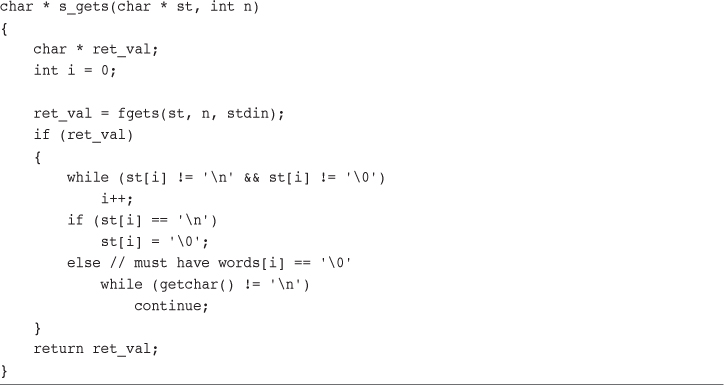 char * s_gets(char * st, int n)
{
    char * ret_val;
    int i = 0;

    ret_val = fgets(st, n, stdin);
    if (ret_val)
    {
        while (st[i] != '\n' && st[i] != '\0')
            i++;
        if (st[i] == '\n')
            st[i] = '\0';
        else // must have words[i] == '\0'
            while (getchar() != '\n')
                continue;
    }
    return ret_val;
}